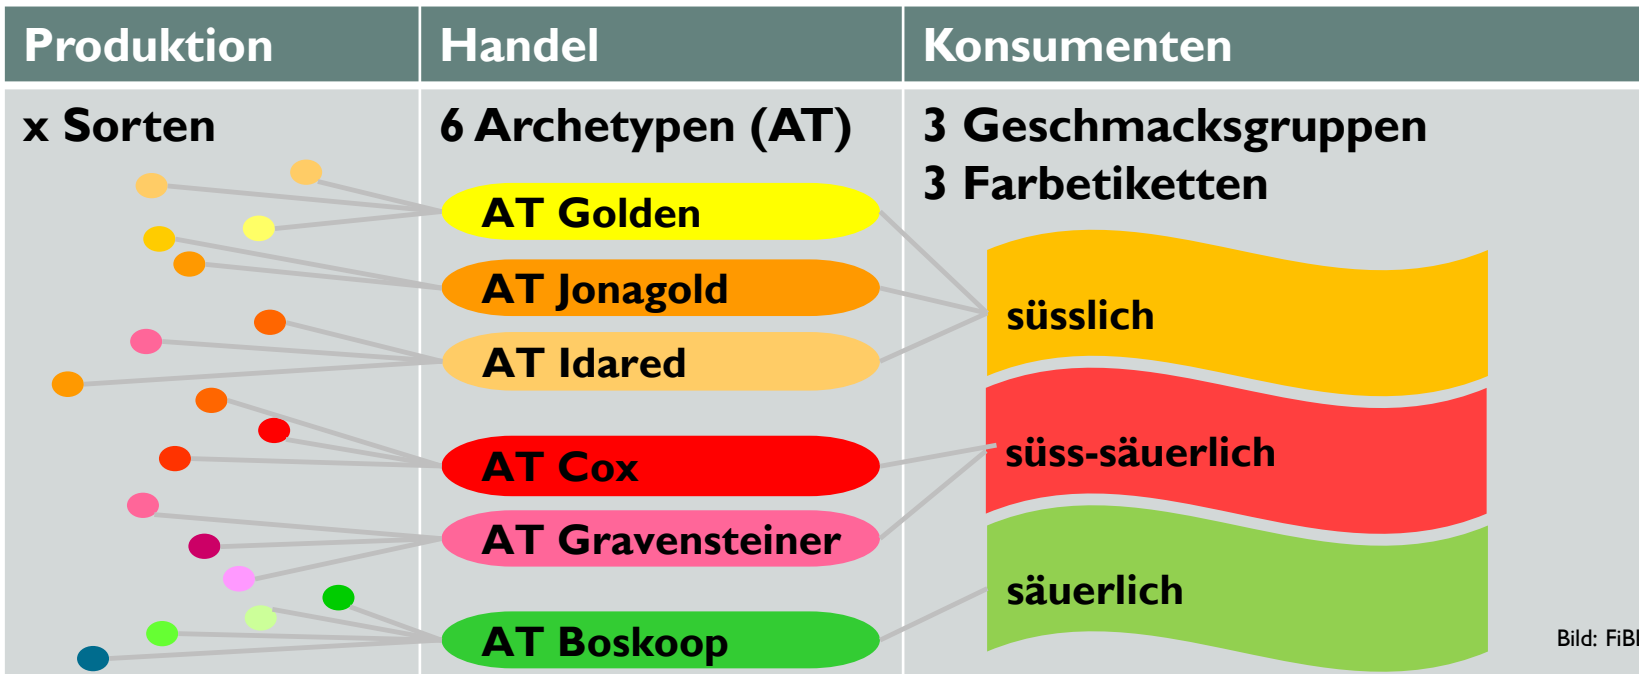 Produktion
Handel
Konsumenten
x Sorten
6 Archetypen (AT)
3 Geschmacksgruppen
3 Farbetiketten
AT Golden
AT Jonagold
AT Idared
AT Cox
AT Gravensteiner
AT Boskoop
süsslich
süss-säuerlich
säuerlich
Bild: FiBl